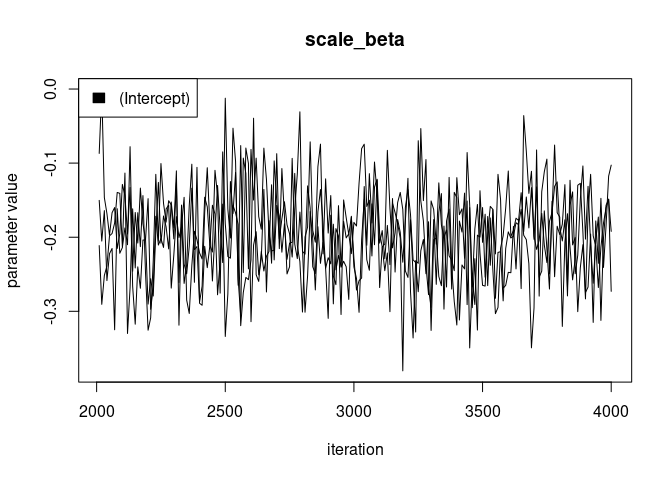 scale_beta
(Intercept)
0.0
-0.1
-0.2
-0.3
parameter value
2000 2500 3000 3500 4000
iteration